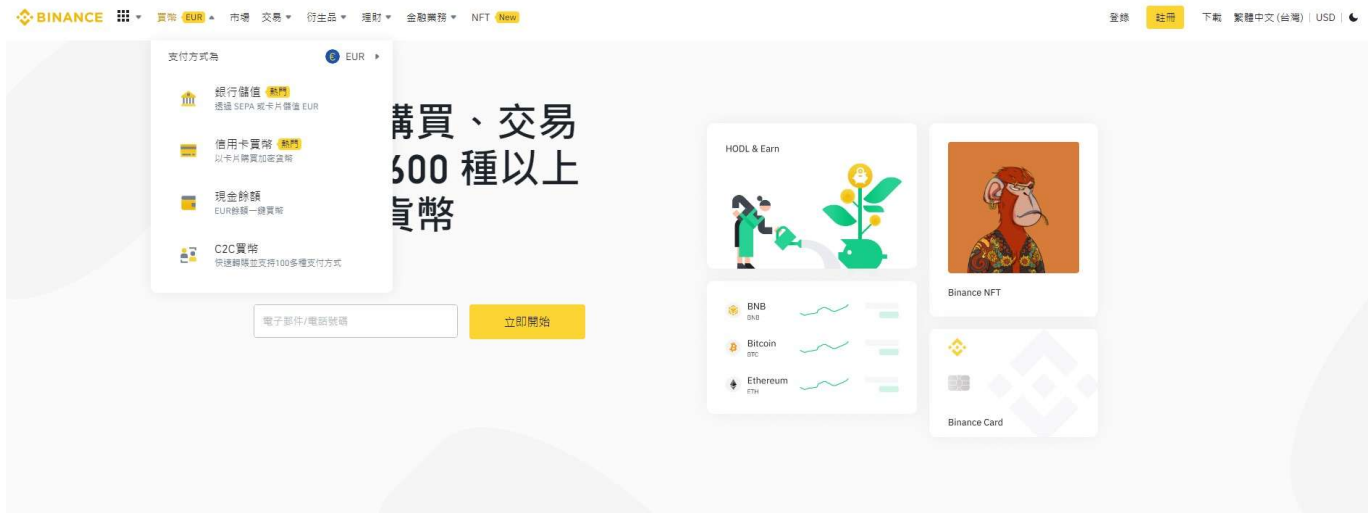 BINANCE
買幣 EUR
市場
交易
衍生品
理財
金融業務
NFT New
登錄
註冊
下載
繁體中文 (台灣)
USD
支付方式為
EUR
銀行儲值 熱門
透過 SEPA 或卡片儲值 EUR
信用卡買幣 熱門
以卡片購買加密貨幣
現金餘額
EUR餘額一鍵買幣
C2C買幣
快速轉賬並支持100多種支付方式
購買、交易
600 種以上
貨幣
電子郵件/電話號碼
立即開始
HODL & Earn
BNB
BNB
Bitcoin
BTC
Ethereum
ETH
Binance NFT
Binance Card